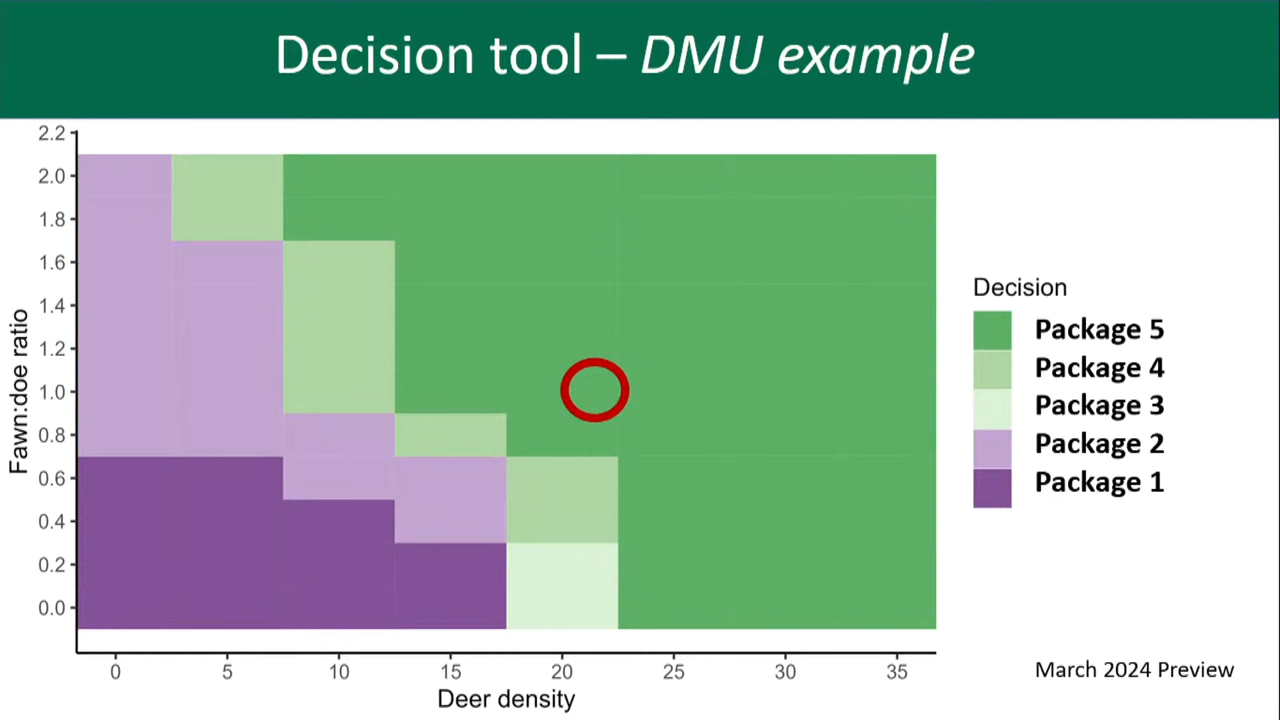 Decision tool – DMU example
2.2
2.0
1.8
1.6
1.4
1.2
1.0
0.8
0.6
0.4
0.2
0.0
Fawn:doe ratio
0 5 10 15 20 25 30 35
Deer density
Decision
Package 5
Package 4
Package 3
Package 2
Package 1
March 2024 Preview